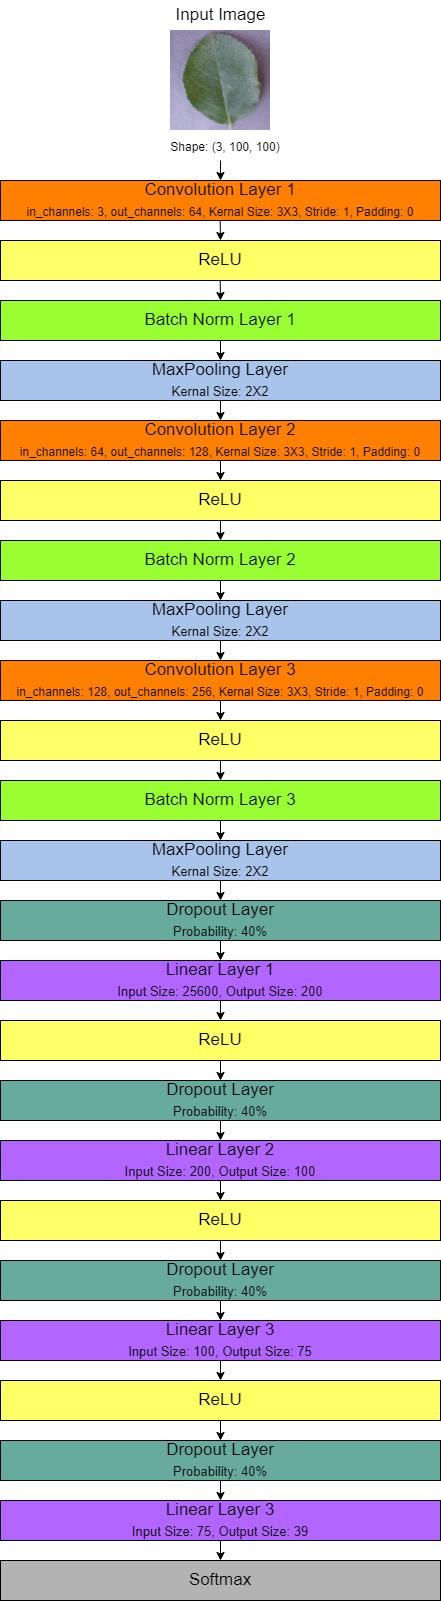 Input Image
Shape: (3, 100, 100)
Convolution Layer 1
in_channels: 3, out_channels: 64, Kernal Size: 3X3, Stride: 1, Padding: 0
ReLU
Batch Norm Layer 1
MaxPooling Layer
Kernal Size: 2X2
Convolution Layer 2
in_channels: 64, out_channels: 128, Kernal Size: 3X3, Stride: 1, Padding: 0
ReLU
Batch Norm Layer 2
MaxPooling Layer
Kernal Size: 2X2
Convolution Layer 3
in_channels: 128, out_channels: 256, Kernal Size: 3X3, Stride: 1, Padding: 0
ReLU
Batch Norm Layer 3
MaxPooling Layer
Kernal Size: 2X2
Dropout Layer
Probability: 40%
Linear Layer 1
Input Size: 25600, Output Size: 200
ReLU
Dropout Layer
Probability: 40%
Linear Layer 2
Input Size: 200, Output Size: 100
ReLU
Dropout Layer
Probability: 40%
Linear Layer 3
Input Size: 100, Output Size: 75
ReLU
Dropout Layer
Probability: 40%
Linear Layer 3
Input Size: 75, Output Size: 39
Softmax